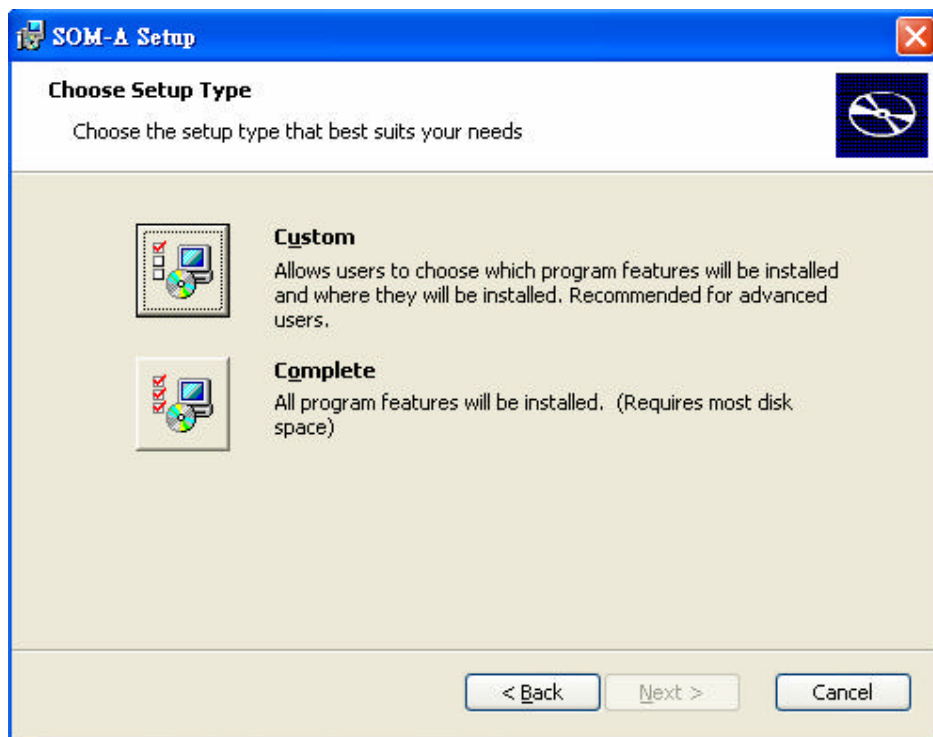 SOM-A Setup
Choose Setup Type
Choose the setup type that best suits your needs
Custom
Allows users to choose which program features will be installed
and where they will be installed. Recommended for advanced
users.
Complete
All program features will be installed.  (Requires most disk
space)
< Back
Next >
Cancel